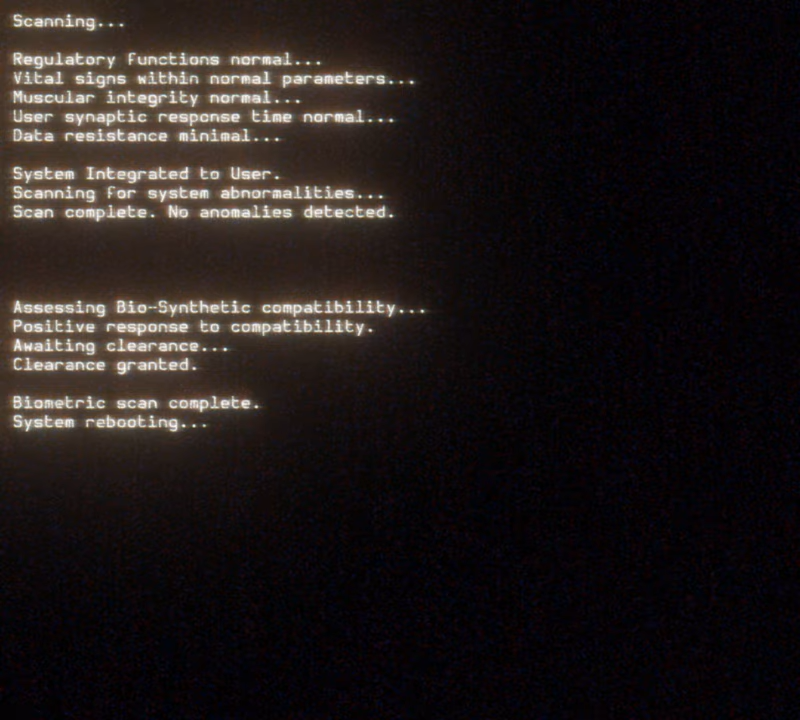 Scanning...
Regulatory functions normal...
Vital signs within normal parameters...
Muscular integrity normal...
User synaptic response time normal...
Data resistance minimal...
System Integrated to User.
Scanning for system abnormalities...
Scan complete. No anomalies detected.
Assessing Bio-Synthetic compatibility...
Positive response to compatibility.
Awaiting clearance...
Clearance granted.
Biometric scan complete.
System rebooting...